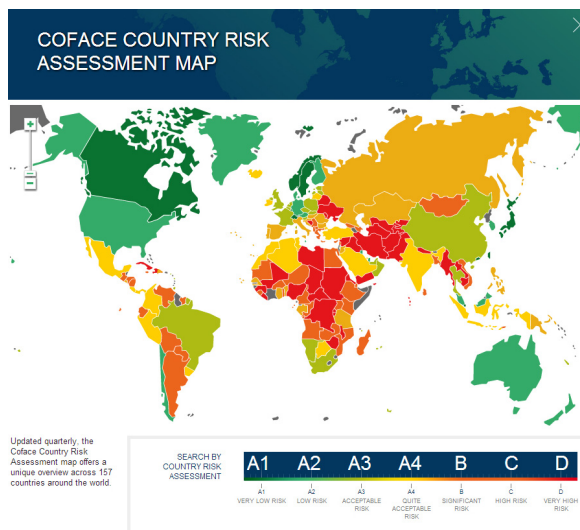 COFACE COUNTRY RISK
ASSESSMENT MAP
Updated quarterly, the
Coface Country Risk
Assessment map offers a
unique overview across 157
countries around the world.
SEARCH BY
COUNTRY RISK
ASSESSMENT
A1 A2 A3 A4 B C D
A1 A2 A3 A4 B C D
VERY LOW RISK LOW RISK ACCEPTABLE RISK QUITE ACCEPTABLE RISK SIGNIFICANT RISK HIGH RISK VERY HIGH RISK